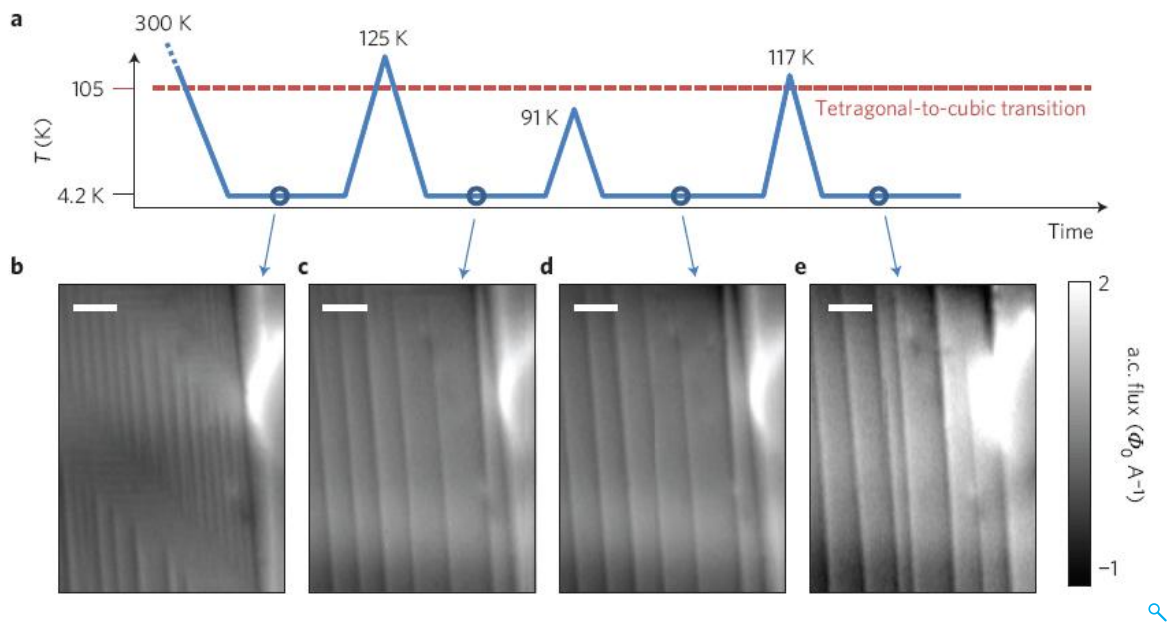 a
300 K
125 K
117 K
105
91 K
Tetragonal-to-cubic transition
T (K)
4.2 K
Time
b
c
d
e
2
a.c. flux (Φ₀ A⁻¹)
−1